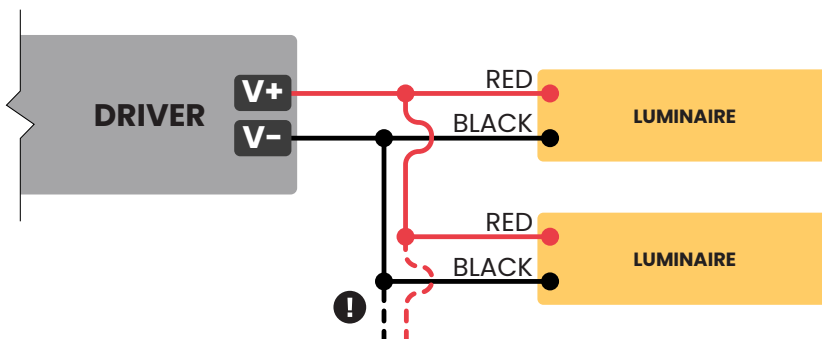 DRIVER
V+
V−
RED
BLACK
LUMINAIRE
RED
BLACK
LUMINAIRE
!